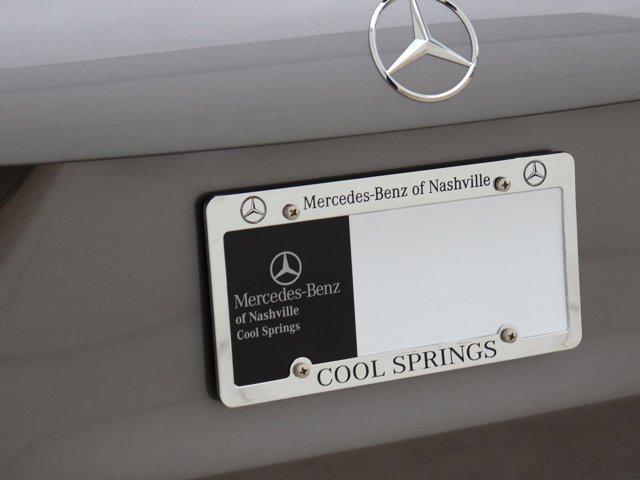 Mercedes-Benz of Nashville
Mercedes-Benz
of Nashville
Cool Springs
COOL SPRINGS